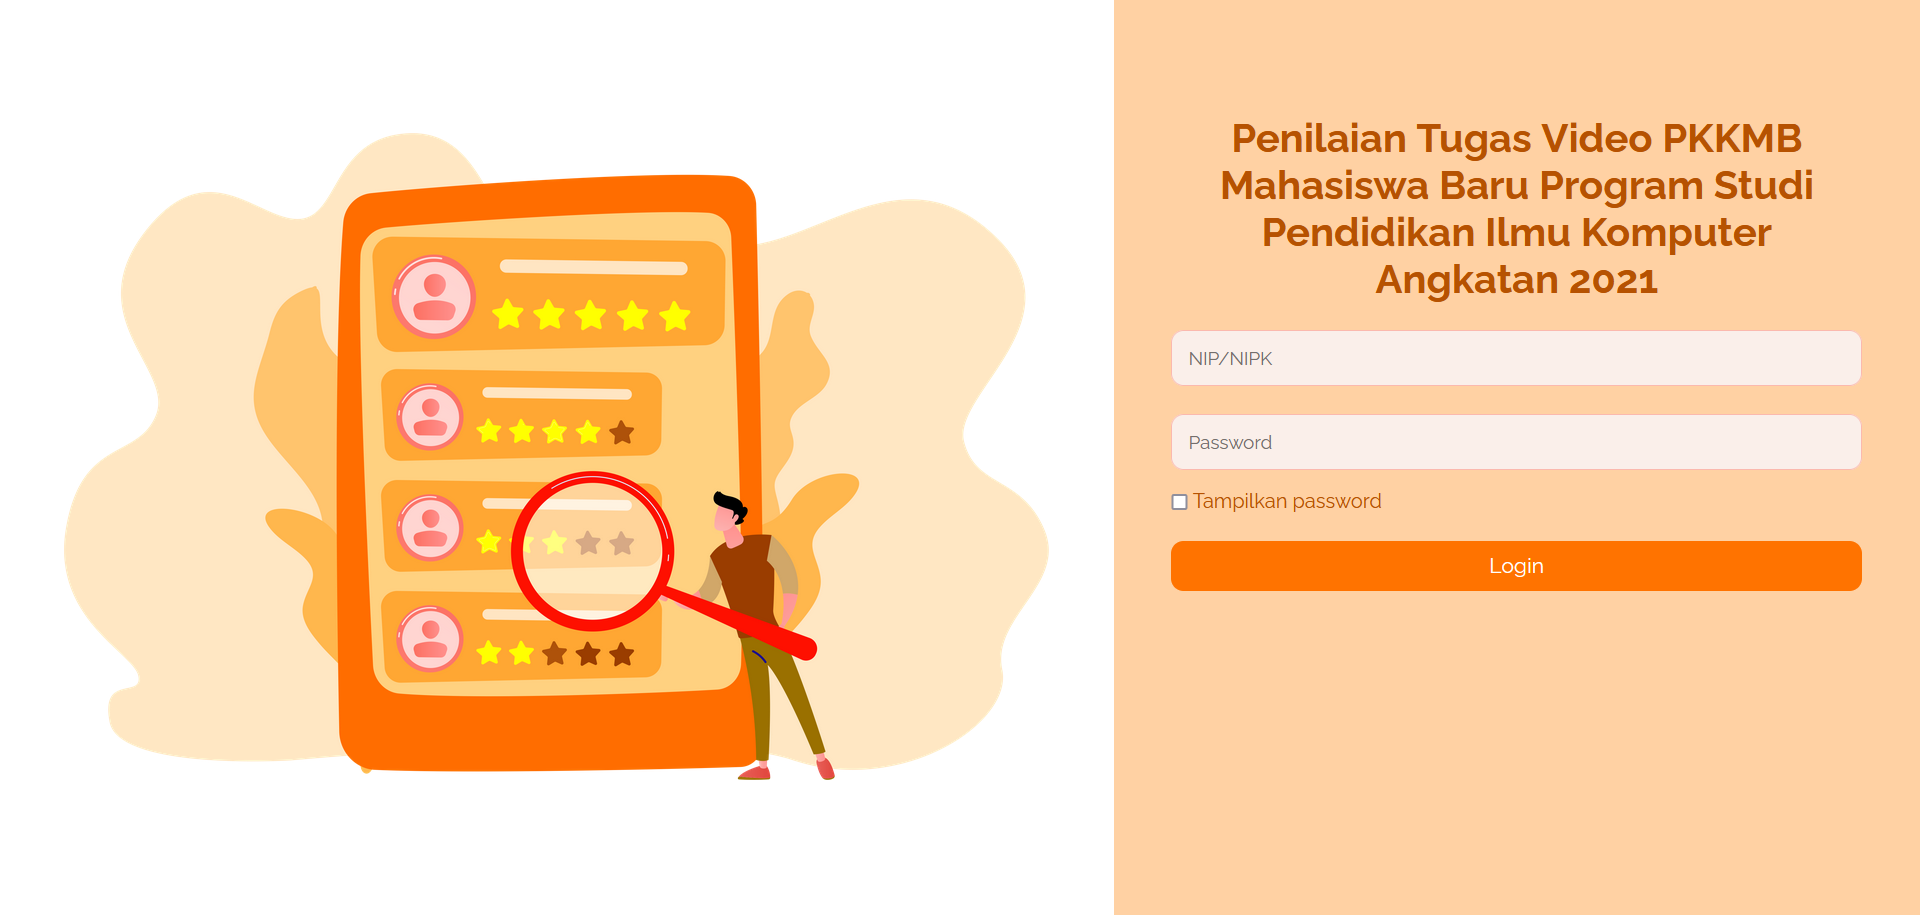 Penilaian Tugas Video PKKMB
Mahasiswa Baru Program Studi
Pendidikan Ilmu Komputer
Angkatan 2021
NIP/NIPK
Password
Tampilkan password
Login